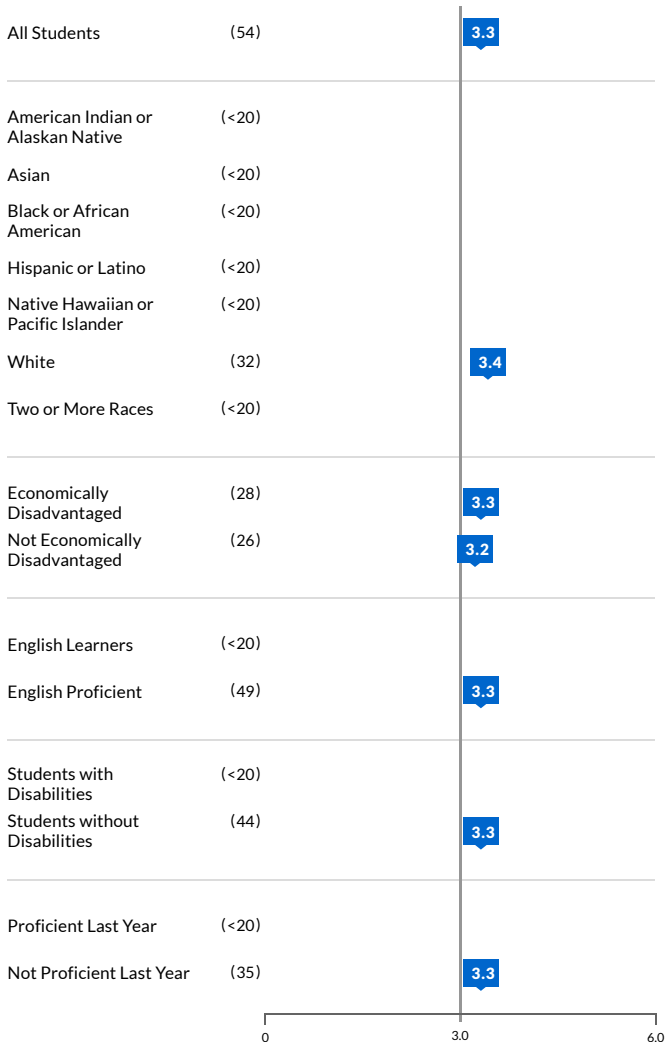 All Students (54) 3.3
American Indian or (<20)
Alaskan Native
Asian (<20)
Black or African (<20)
American
Hispanic or Latino (<20)
Native Hawaiian or (<20)
Pacific Islander
White (32) 3.4
Two or More Races (<20)
Economically (28) 3.3
Disadvantaged
Not Economically (26) 3.2
Disadvantaged
English Learners (<20)
English Proficient (49) 3.3
Students with (<20)
Disabilities
Students without (44) 3.3
Disabilities
Proficient Last Year (<20)
Not Proficient Last Year (35) 3.3
0 3.0 6.0